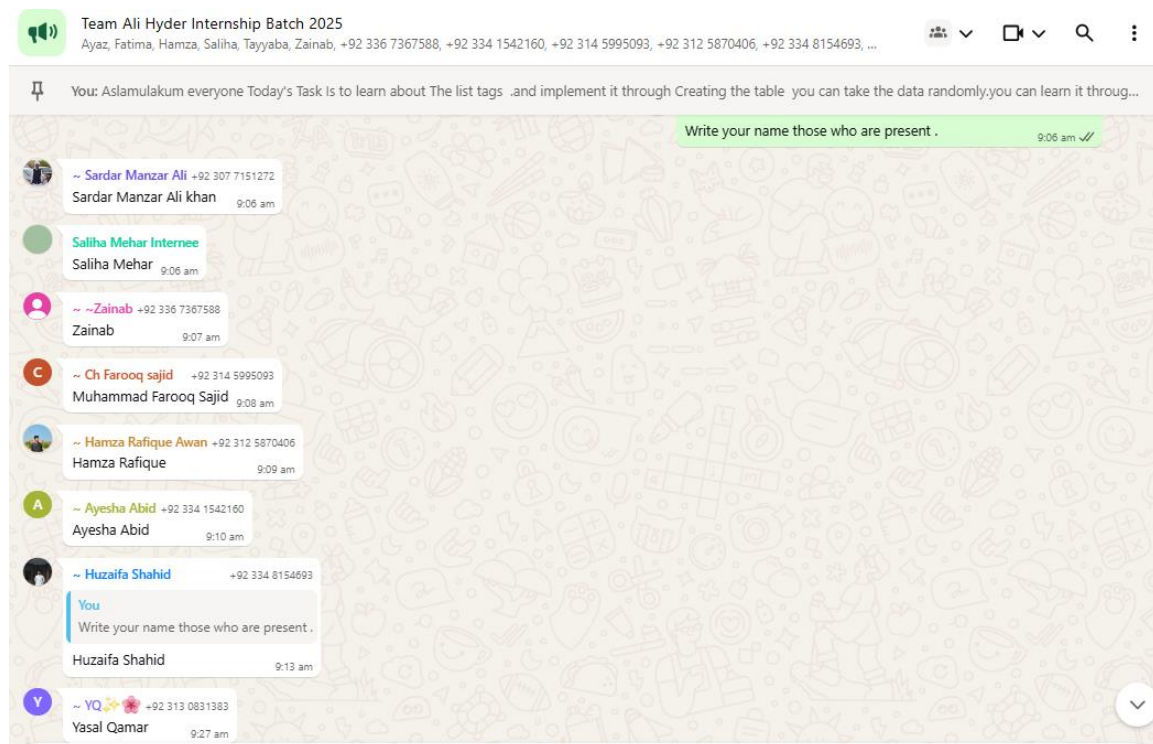 Team Ali Hyder Internship Batch 2025
Ayaz, Fatima, Hamza, Saliha, Tayyaba, Zainab, +92 336 7367588, +92 334 1542160, +92 314 5995093, +92 312 5870406, +92 334 8154693, ...
You: Aslamulakum everyone Today's Task Is to learn about The list tags .and implement it through Creating the table you can take the data randomly.you can learn it throug...
Write your name those who are present .
9:06 am
~ Sardar Manzar Ali +92 307 7151272
Sardar Manzar Ali khan 9:06 am
Saliha Mehar Internee
Saliha Mehar 9:06 am
~ ~Zainab +92 336 7367588
Zainab 9:07 am
C
~ Ch Farooq sajid +92 314 5995093
Muhammad Farooq Sajid 9:08 am
~ Hamza Rafique Awan +92 312 5870406
Hamza Rafique 9:09 am
A
~ Ayesha Abid +92 334 1542160
Ayesha Abid 9:10 am
~ Huzaifa Shahid +92 334 8154693
You
Write your name those who are present .
Huzaifa Shahid 9:13 am
Y
~ YQ✨🌸 +92 313 0831383
Yasal Qamar 9:27 am